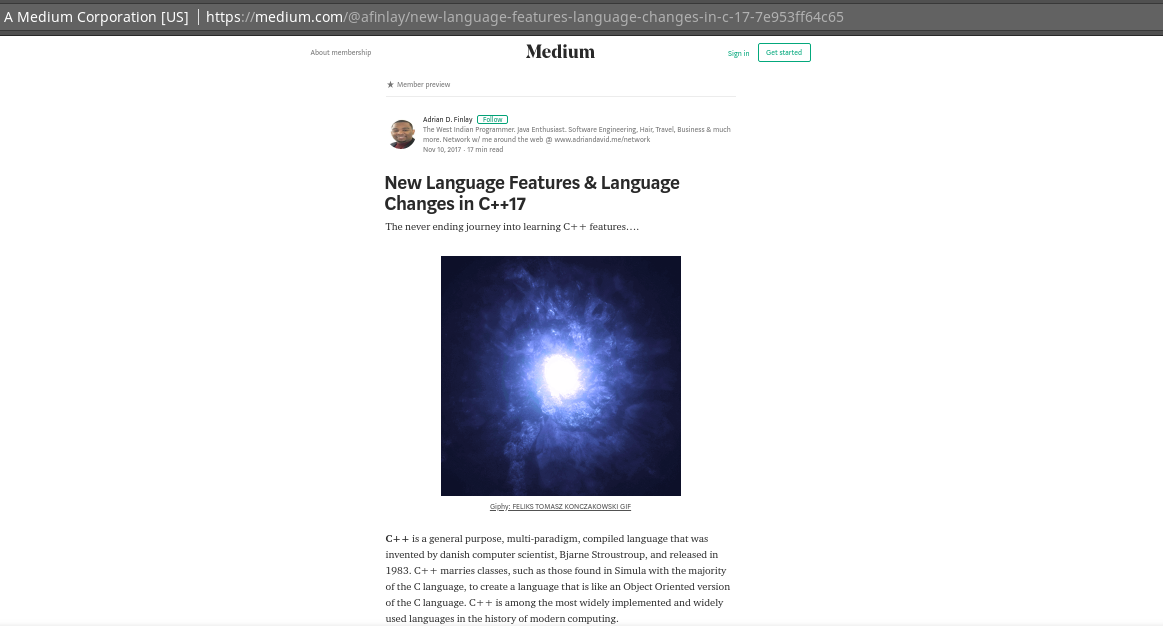 A Medium Corporation [US] | https://medium.com/@afinlay/new-language-features-language-changes-in-c-17-7e953ff64c65
About membership
Medium
Sign in
Get started
★ Member preview
Adrian D. Finlay Follow
The West Indian Programmer. Java Enthusiast. Software Engineering, Hair, Travel, Business & much
more. Network w/ me around the web @ www.adriandavid.me/network
Nov 10, 2017 · 17 min read
New Language Features & Language
Changes in C++17
The never ending journey into learning C++ features….
Giphy: FELIKS TOMASZ KONCZAKOWSKI GIF
C++ is a general purpose, multi-paradigm, compiled language that was
invented by danish computer scientist, Bjarne Stroustroup, and released in
1983. C++ marries classes, such as those found in Simula with the majority
of the C language, to create a language that is like an Object Oriented version
of the C language. C++ is among the most widely implemented and widely
used languages in the history of modern computing.